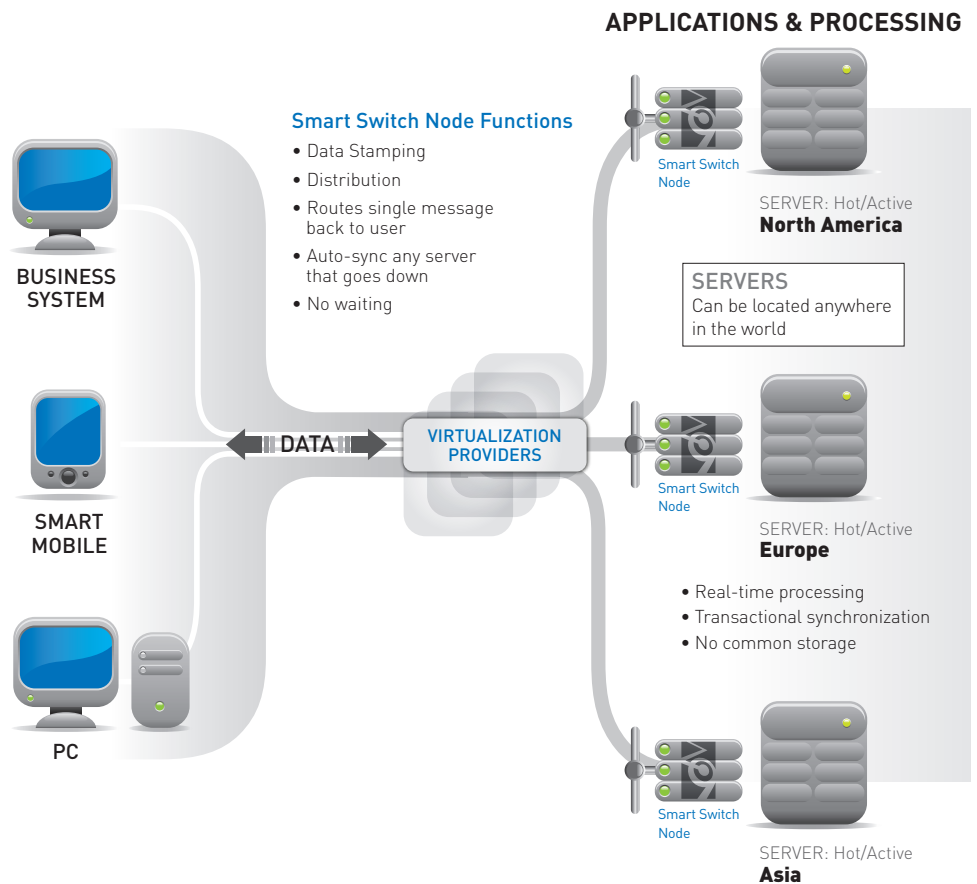 APPLICATIONS & PROCESSING
Smart Switch Node Functions
• Data Stamping
• Distribution
• Routes single message
back to user
• Auto-sync any server
that goes down
• No waiting
BUSINESS
SYSTEM
SMART
MOBILE
PC
DATA
VIRTUALIZATION
PROVIDERS
Smart Switch
Node
SERVER: Hot/Active
North America
SERVERS
Can be located anywhere
in the world
Smart Switch
Node
SERVER: Hot/Active
Europe
• Real-time processing
• Transactional synchronization
• No common storage
Smart Switch
Node
SERVER: Hot/Active
Asia